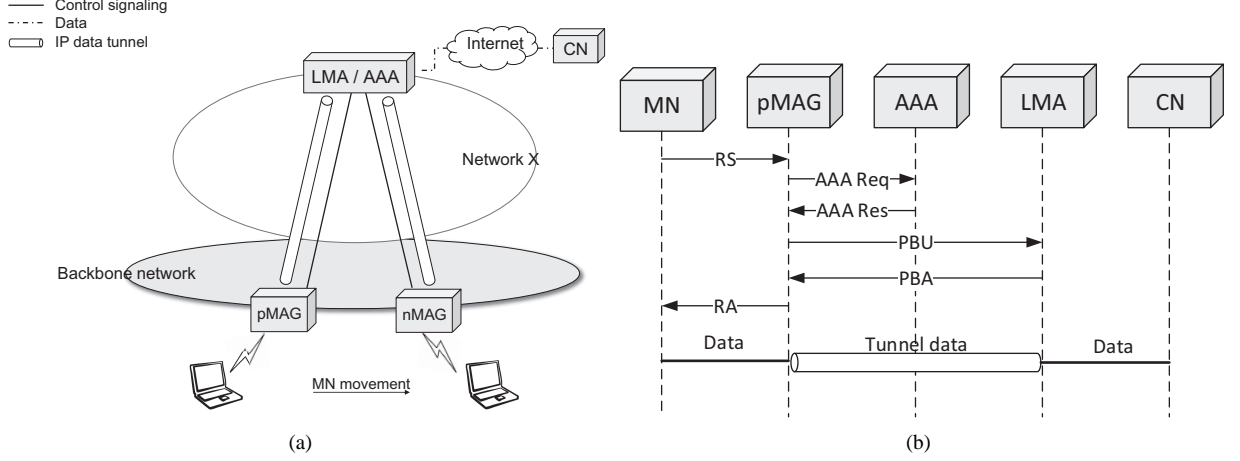 Control signaling
Data
IP data tunnel
Internet
CN
LMA / AAA
Network X
Backbone network
pMAG
nMAG
MN movement
(a)
MN
pMAG
AAA
LMA
CN
RS
AAA Req
AAA Res
PBU
PBA
RA
Data
Tunnel data
Data
(b)